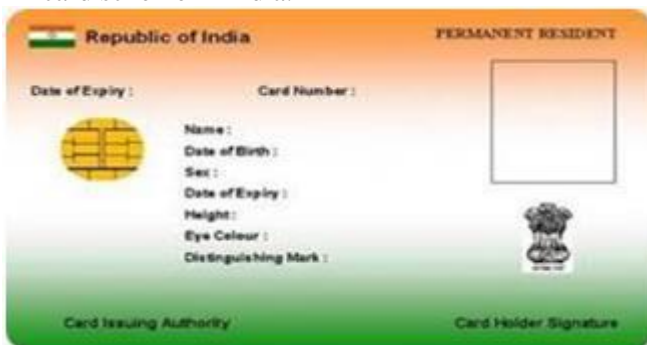 Republic of India
PERMANENT RESIDENT
Date of Expiry :
Card Number :
Name :
Date of Birth :
Sex :
Date of Expiry :
Height :
Eye Colour :
Distinguishing Mark :
Card Issuing Authority
Card Holder Signature